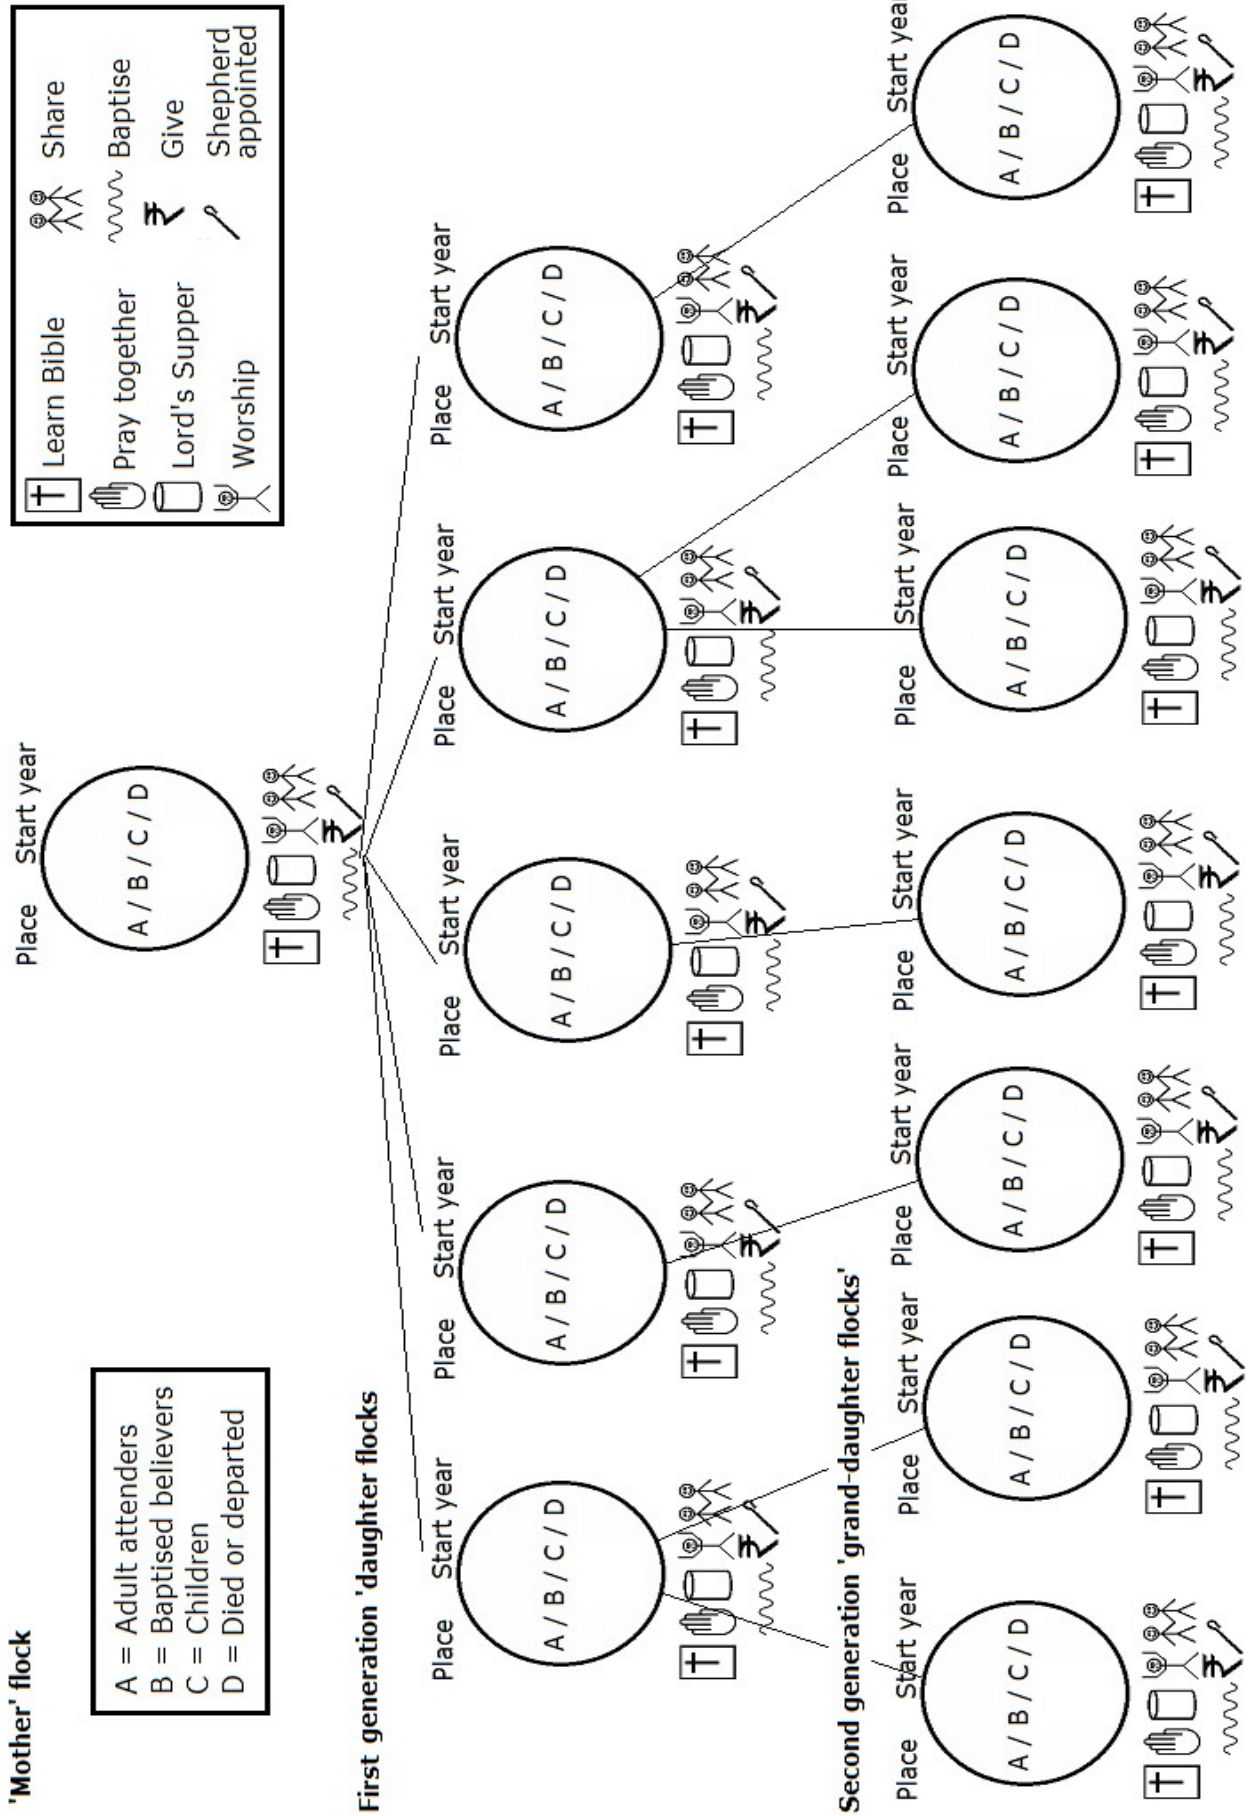 'Mother' flock
Place Start year
A / B / C / D
A = Adult attenders
B = Baptised believers
C = Children
D = Died or departed
Learn Bible
Pray together
Lord's Supper
Worship
Share
Baptise
Give
Shepherd
appointed
₹
₹
First generation 'daughter flocks
Place Start year
A / B / C / D
₹
Place Start year
A / B / C / D
₹
Place Start year
A / B / C / D
₹
Place Start year
A / B / C / D
₹
Place Start year
A / B / C / D
₹
Second generation 'grand-daughter flocks'
Place Start year
A / B / C / D
₹
Place Start year
A / B / C / D
₹
Place Start year
A / B / C / D
₹
Place Start year
A / B / C / D
₹
Place Start year
A / B / C / D
₹
Place Start year
A / B / C / D
₹
Place Start year
A / B / C / D
₹